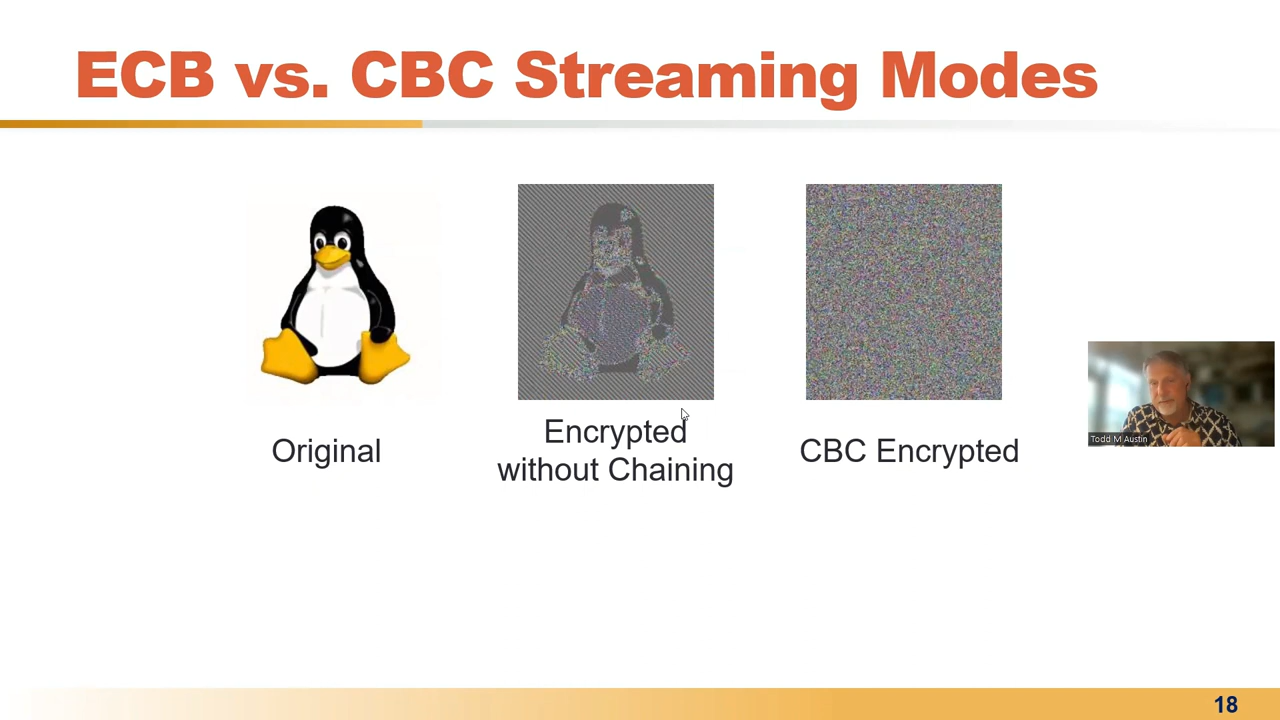 ECB vs. CBC Streaming Modes
Original
Encrypted
without Chaining
CBC Encrypted
Todd M Austin
18